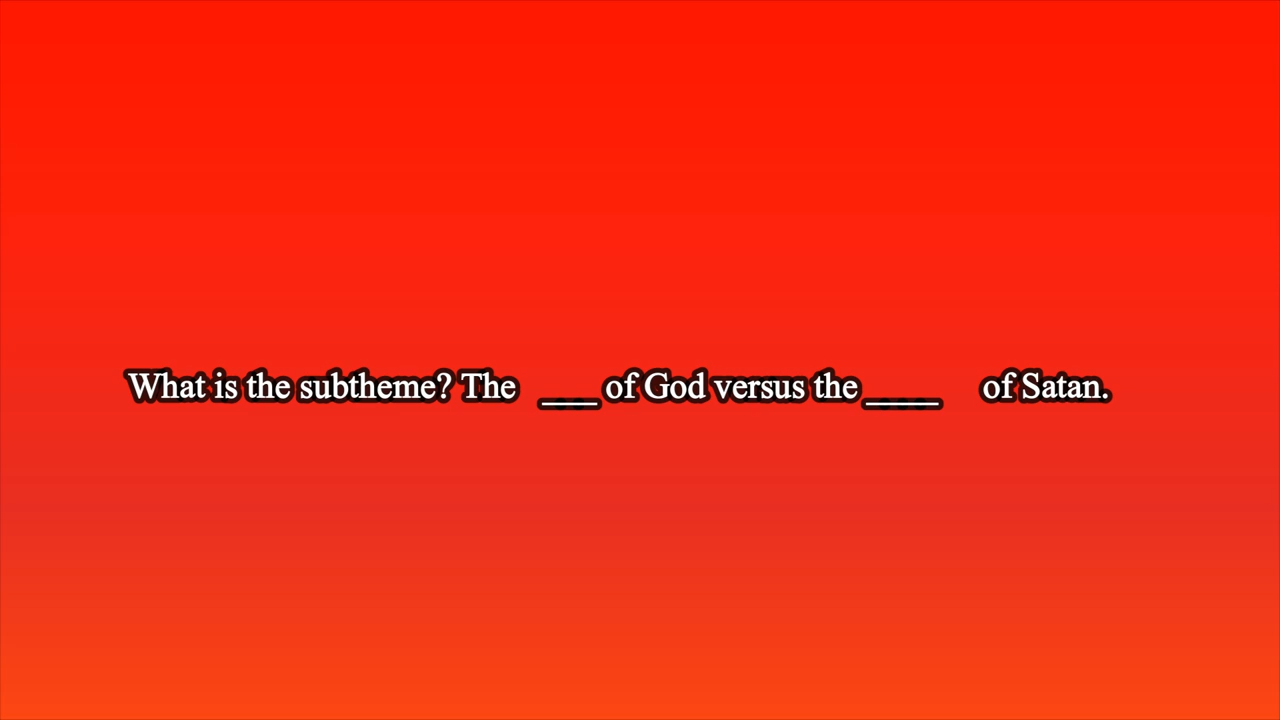 What is the subtheme? The ___ of God versus the ____ of Satan.